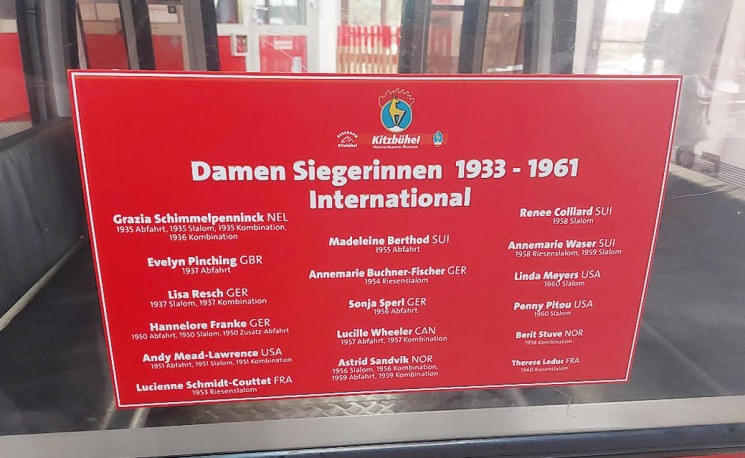 BERGBAHN
Kitzbühel
Kitzbühel
Hahnenkamm-Rennen
Damen Siegerinnen 1933 - 1961
International
Grazia Schimmelpenninck NEL
1935 Abfahrt, 1935 Slalom, 1935 Kombination,
1936 Kombination
Evelyn Pinching GBR
1937 Abfahrt
Lisa Resch GER
1937 Slalom, 1937 Kombination
Hannelore Franke GER
1950 Abfahrt, 1950 Slalom, 1950 Zusatz-Abfahrt
Andy Mead-Lawrence USA
1951 Abfahrt, 1951 Slalom, 1951 Kombination
Lucienne Schmidt-Couttet FRA
1953 Riesenslalom
Madeleine Berthod SUI
1955 Abfahrt
Annemarie Buchner-Fischer GER
1954 Riesenslalom
Sonja Sperl GER
1956 Abfahrt
Lucille Wheeler CAN
1957 Abfahrt, 1957 Kombination
Astrid Sandvik NOR
1956 Slalom, 1956 Kombination,
1959 Abfahrt, 1959 Kombination
Renee Colliard SUI
1958 Slalom
Annemarie Waser SUI
1958 Riesenslalom, 1959 Slalom
Linda Meyers USA
1960 Slalom
Penny Pitou USA
1960 Slalom
Berit Stuve NOR
1958 Kombination
Therese Leduc FRA
1960 Riesenslalom